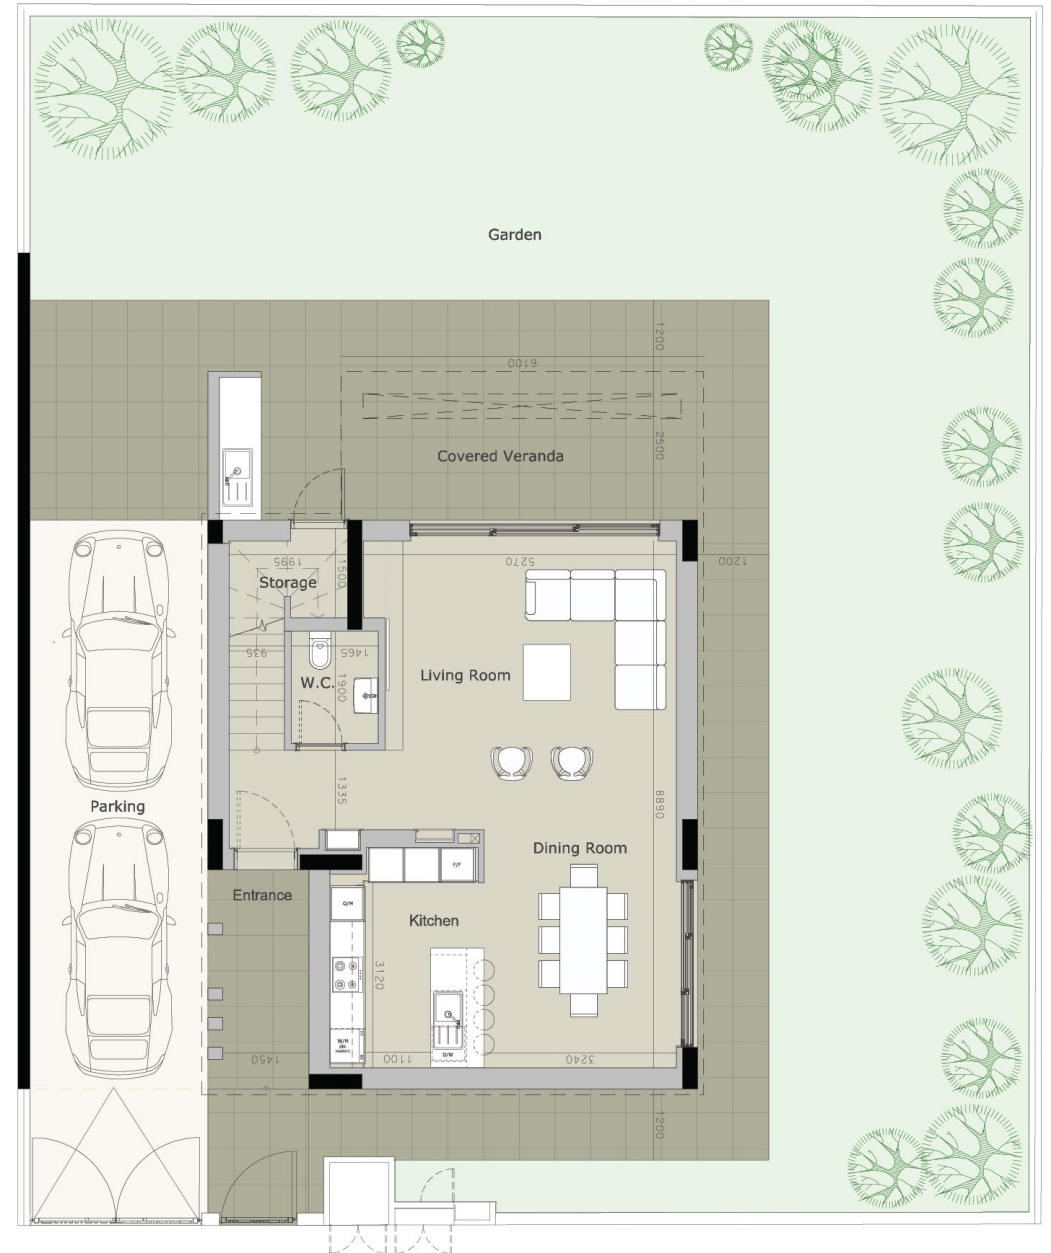 Garden
1200
6100
Covered Veranda
2500
1995
1500
5270
1200
Storage
935
1465
Living Room
W.C.
1900
1335
8890
Parking
Dining Room
F/F
Entrance
O/M
Kitchen
3120
W/M
D/W
1450
1100
3240
1200